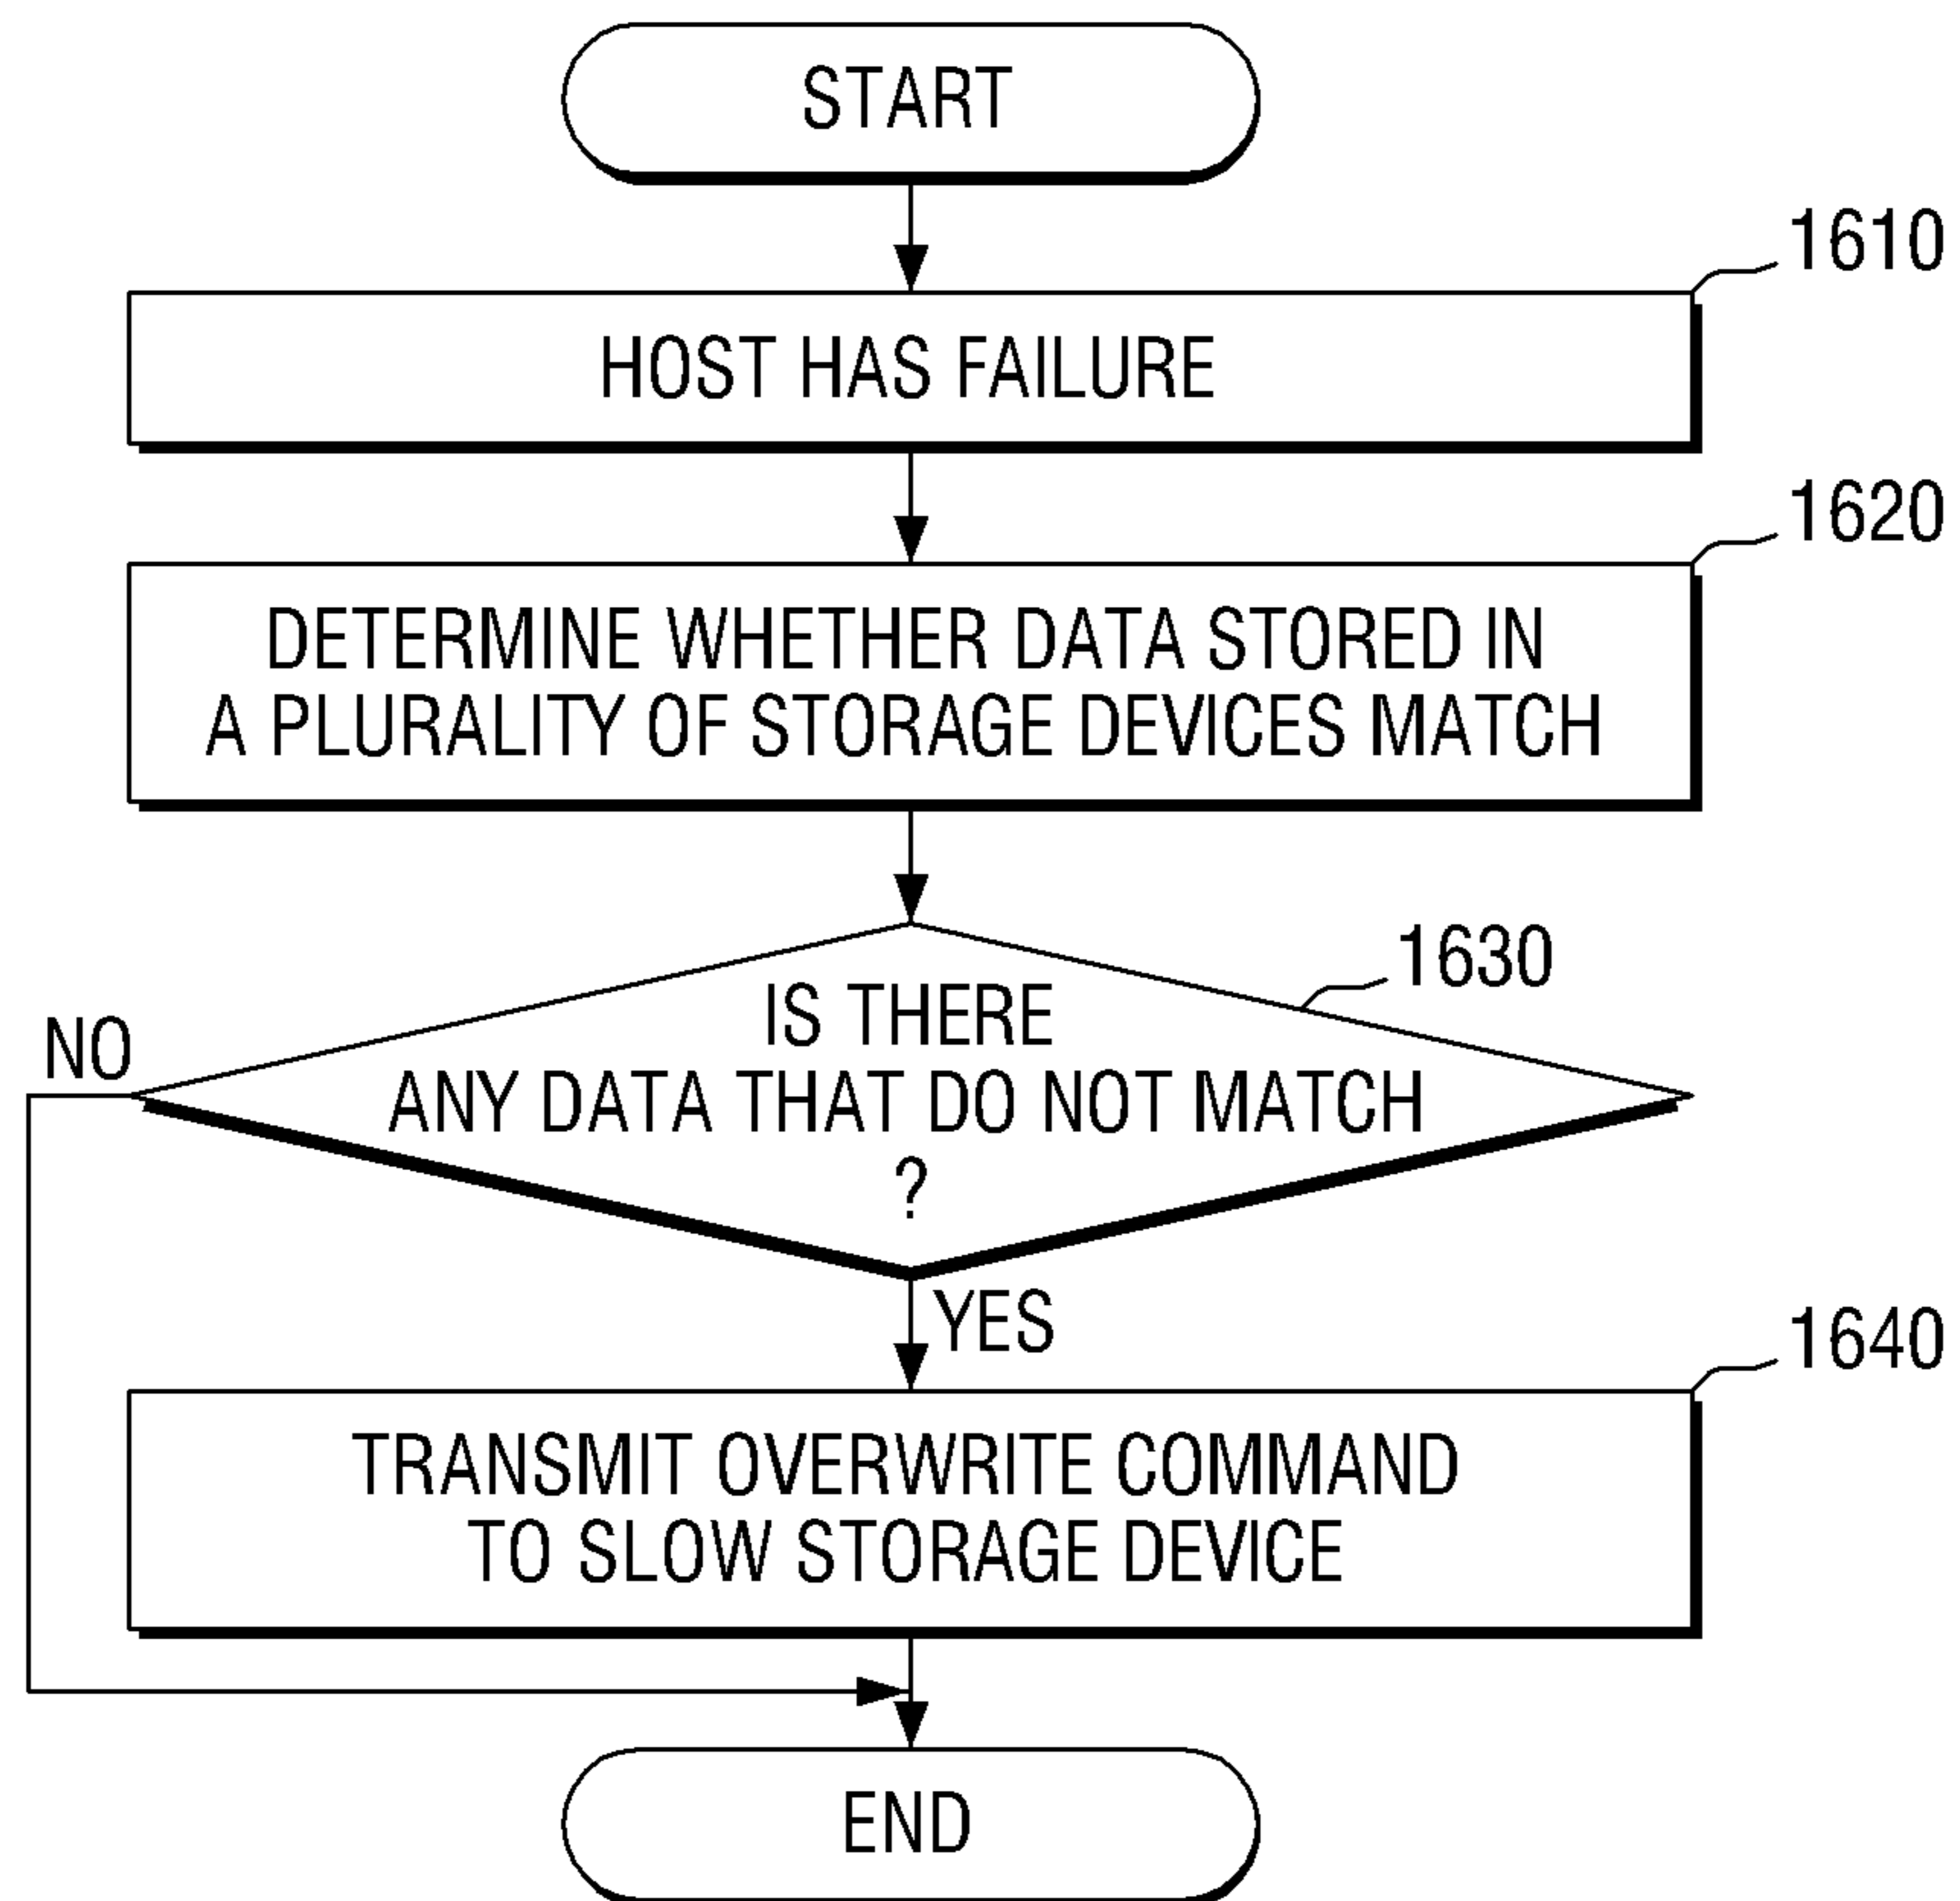 START
1610
HOST HAS FAILURE
1620
DETERMINE WHETHER DATA STORED IN
A PLURALITY OF STORAGE DEVICES MATCH
1630
IS THERE
ANY DATA THAT DO NOT MATCH
?
NO
YES
1640
TRANSMIT OVERWRITE COMMAND
TO SLOW STORAGE DEVICE
END